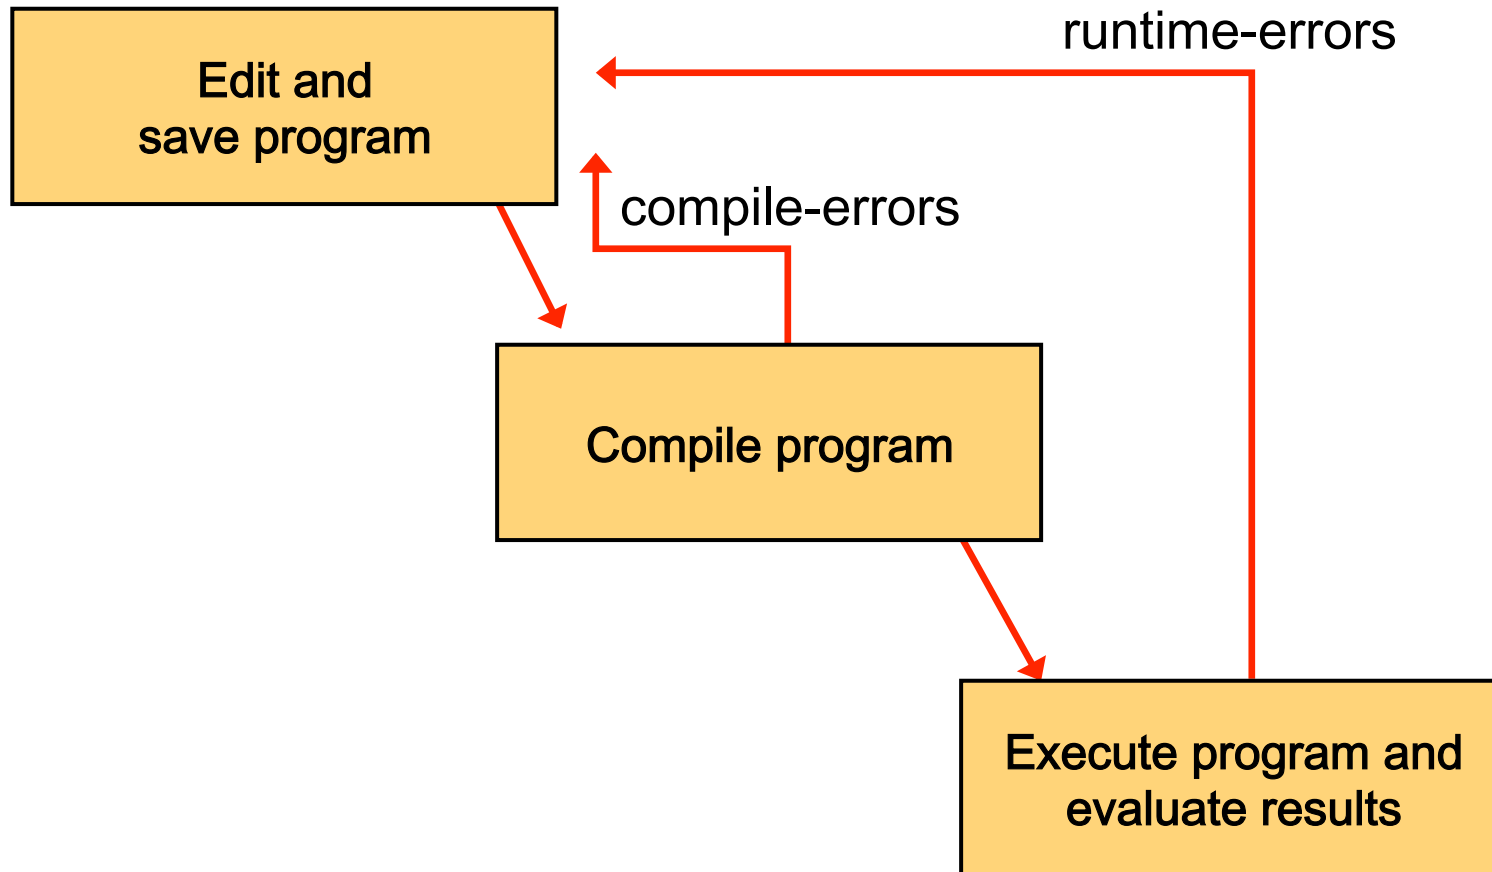 runtime-errors
Edit and
save program
compile-errors
Compile program
Execute program and
evaluate results